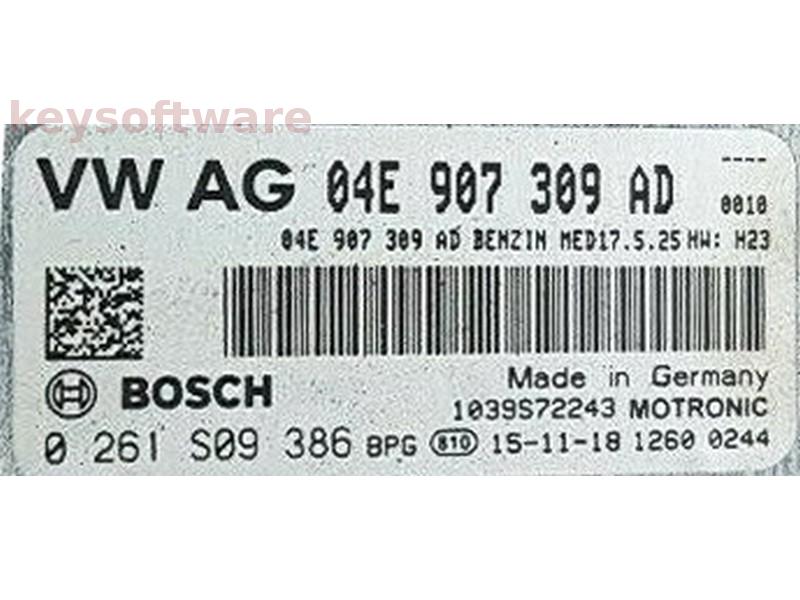 keysoftware
VW AG 04E 907 309 AD ----
0010
04E 907 309 AD BENZIN MED17.5.25 HW: H23
BOSCH
Made in Germany
1039S72243 MOTRONIC
0 261 S09 386 8PG 810 15-11-18 1260 0244